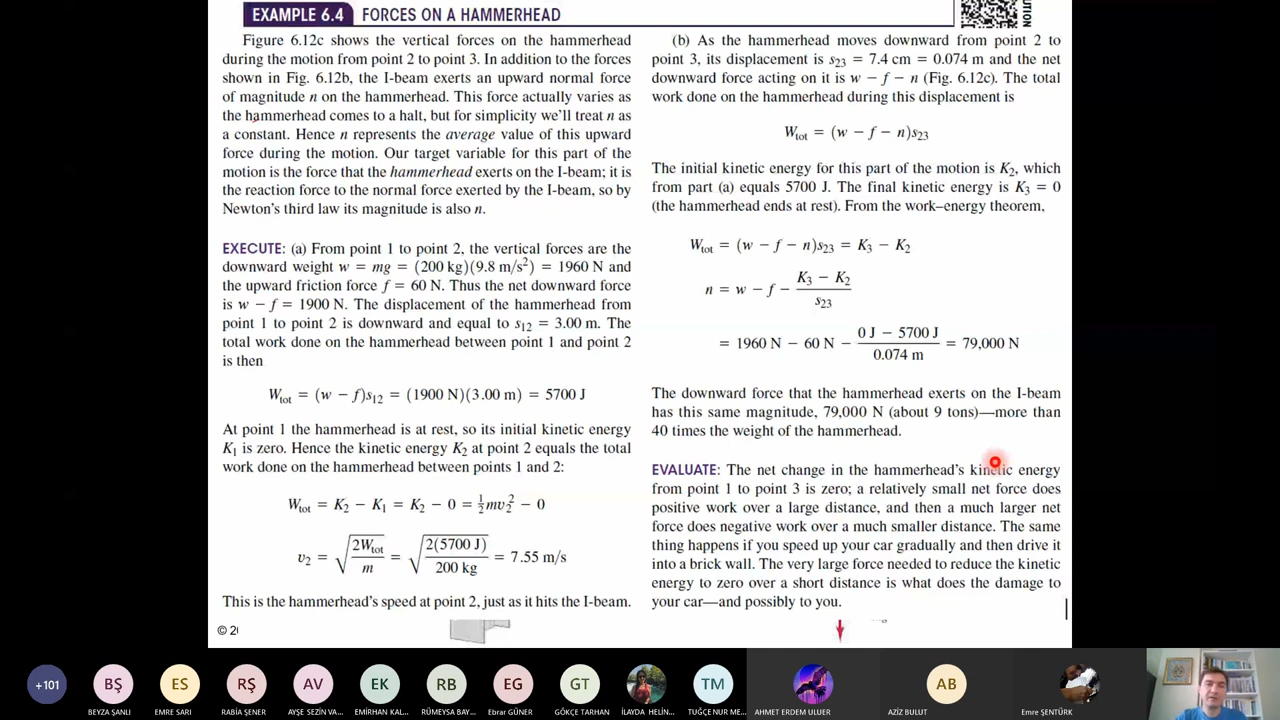 EXAMPLE 6.4 FORCES ON A HAMMERHEAD
Figure 6.12c shows the vertical forces on the hammerhead
during the motion from point 2 to point 3. In addition to the forces
shown in Fig. 6.12b, the I-beam exerts an upward normal force
of magnitude n on the hammerhead. This force actually varies as
the hammerhead comes to a halt, but for simplicity we'll treat n as
a constant. Hence n represents the average value of this upward
force during the motion. Our target variable for this part of the
motion is the force that the hammerhead exerts on the I-beam; it is
the reaction force to the normal force exerted by the I-beam, so by
Newton's third law its magnitude is also n.
EXECUTE: (a) From point 1 to point 2, the vertical forces are the
downward weight w = mg = (200 kg)(9.8 m/s²) = 1960 N and
the upward friction force f = 60 N. Thus the net downward force
is w − f = 1900 N. The displacement of the hammerhead from
point 1 to point 2 is downward and equal to s₁₂ = 3.00 m. The
total work done on the hammerhead between point 1 and point 2
is then
W_tot = (w − f)s₁₂ = (1900 N)(3.00 m) = 5700 J
At point 1 the hammerhead is at rest, so its initial kinetic energy
K₁ is zero. Hence the kinetic energy K₂ at point 2 equals the total
work done on the hammerhead between points 1 and 2:
W_tot = K₂ − K₁ = K₂ − 0 = ½mv₂² − 0
v₂ = √(2W_tot/m) = √(2(5700 J)/200 kg) = 7.55 m/s
This is the hammerhead's speed at point 2, just as it hits the I-beam.
(b) As the hammerhead moves downward from point 2 to
point 3, its displacement is s₂₃ = 7.4 cm = 0.074 m and the net
downward force acting on it is w − f − n (Fig. 6.12c). The total
work done on the hammerhead during this displacement is
W_tot = (w − f − n)s₂₃
The initial kinetic energy for this part of the motion is K₂, which
from part (a) equals 5700 J. The final kinetic energy is K₃ = 0
(the hammerhead ends at rest). From the work–energy theorem,
W_tot = (w − f − n)s₂₃ = K₃ − K₂
n = w − f − (K₃ − K₂)/s₂₃
= 1960 N − 60 N − (0 J − 5700 J)/0.074 m = 79,000 N
The downward force that the hammerhead exerts on the I-beam
has this same magnitude, 79,000 N (about 9 tons)—more than
40 times the weight of the hammerhead.
EVALUATE: The net change in the hammerhead's kinetic energy
from point 1 to point 3 is zero; a relatively small net force does
positive work over a large distance, and then a much larger net
force does negative work over a much smaller distance. The same
thing happens if you speed up your car gradually and then drive it
into a brick wall. The very large force needed to reduce the kinetic
energy to zero over a short distance is what does the damage to
your car—and possibly to you.
© 2
+101 BŞ ES RŞ AV EK RB EG GT TM AB
BEYZA ŞANLI EMRE SARI RABİA ŞENER AYŞE SEZİN VA... EMİRHAN KAL... RÜMEYSA BAY... Ebrar GÜNER GÖKÇE TARHAN İLAYDA HELİN... TUĞÇE NUR ME... AHMET ERDEM ULUER AZİZ BULUT Emre ŞENTÜRK